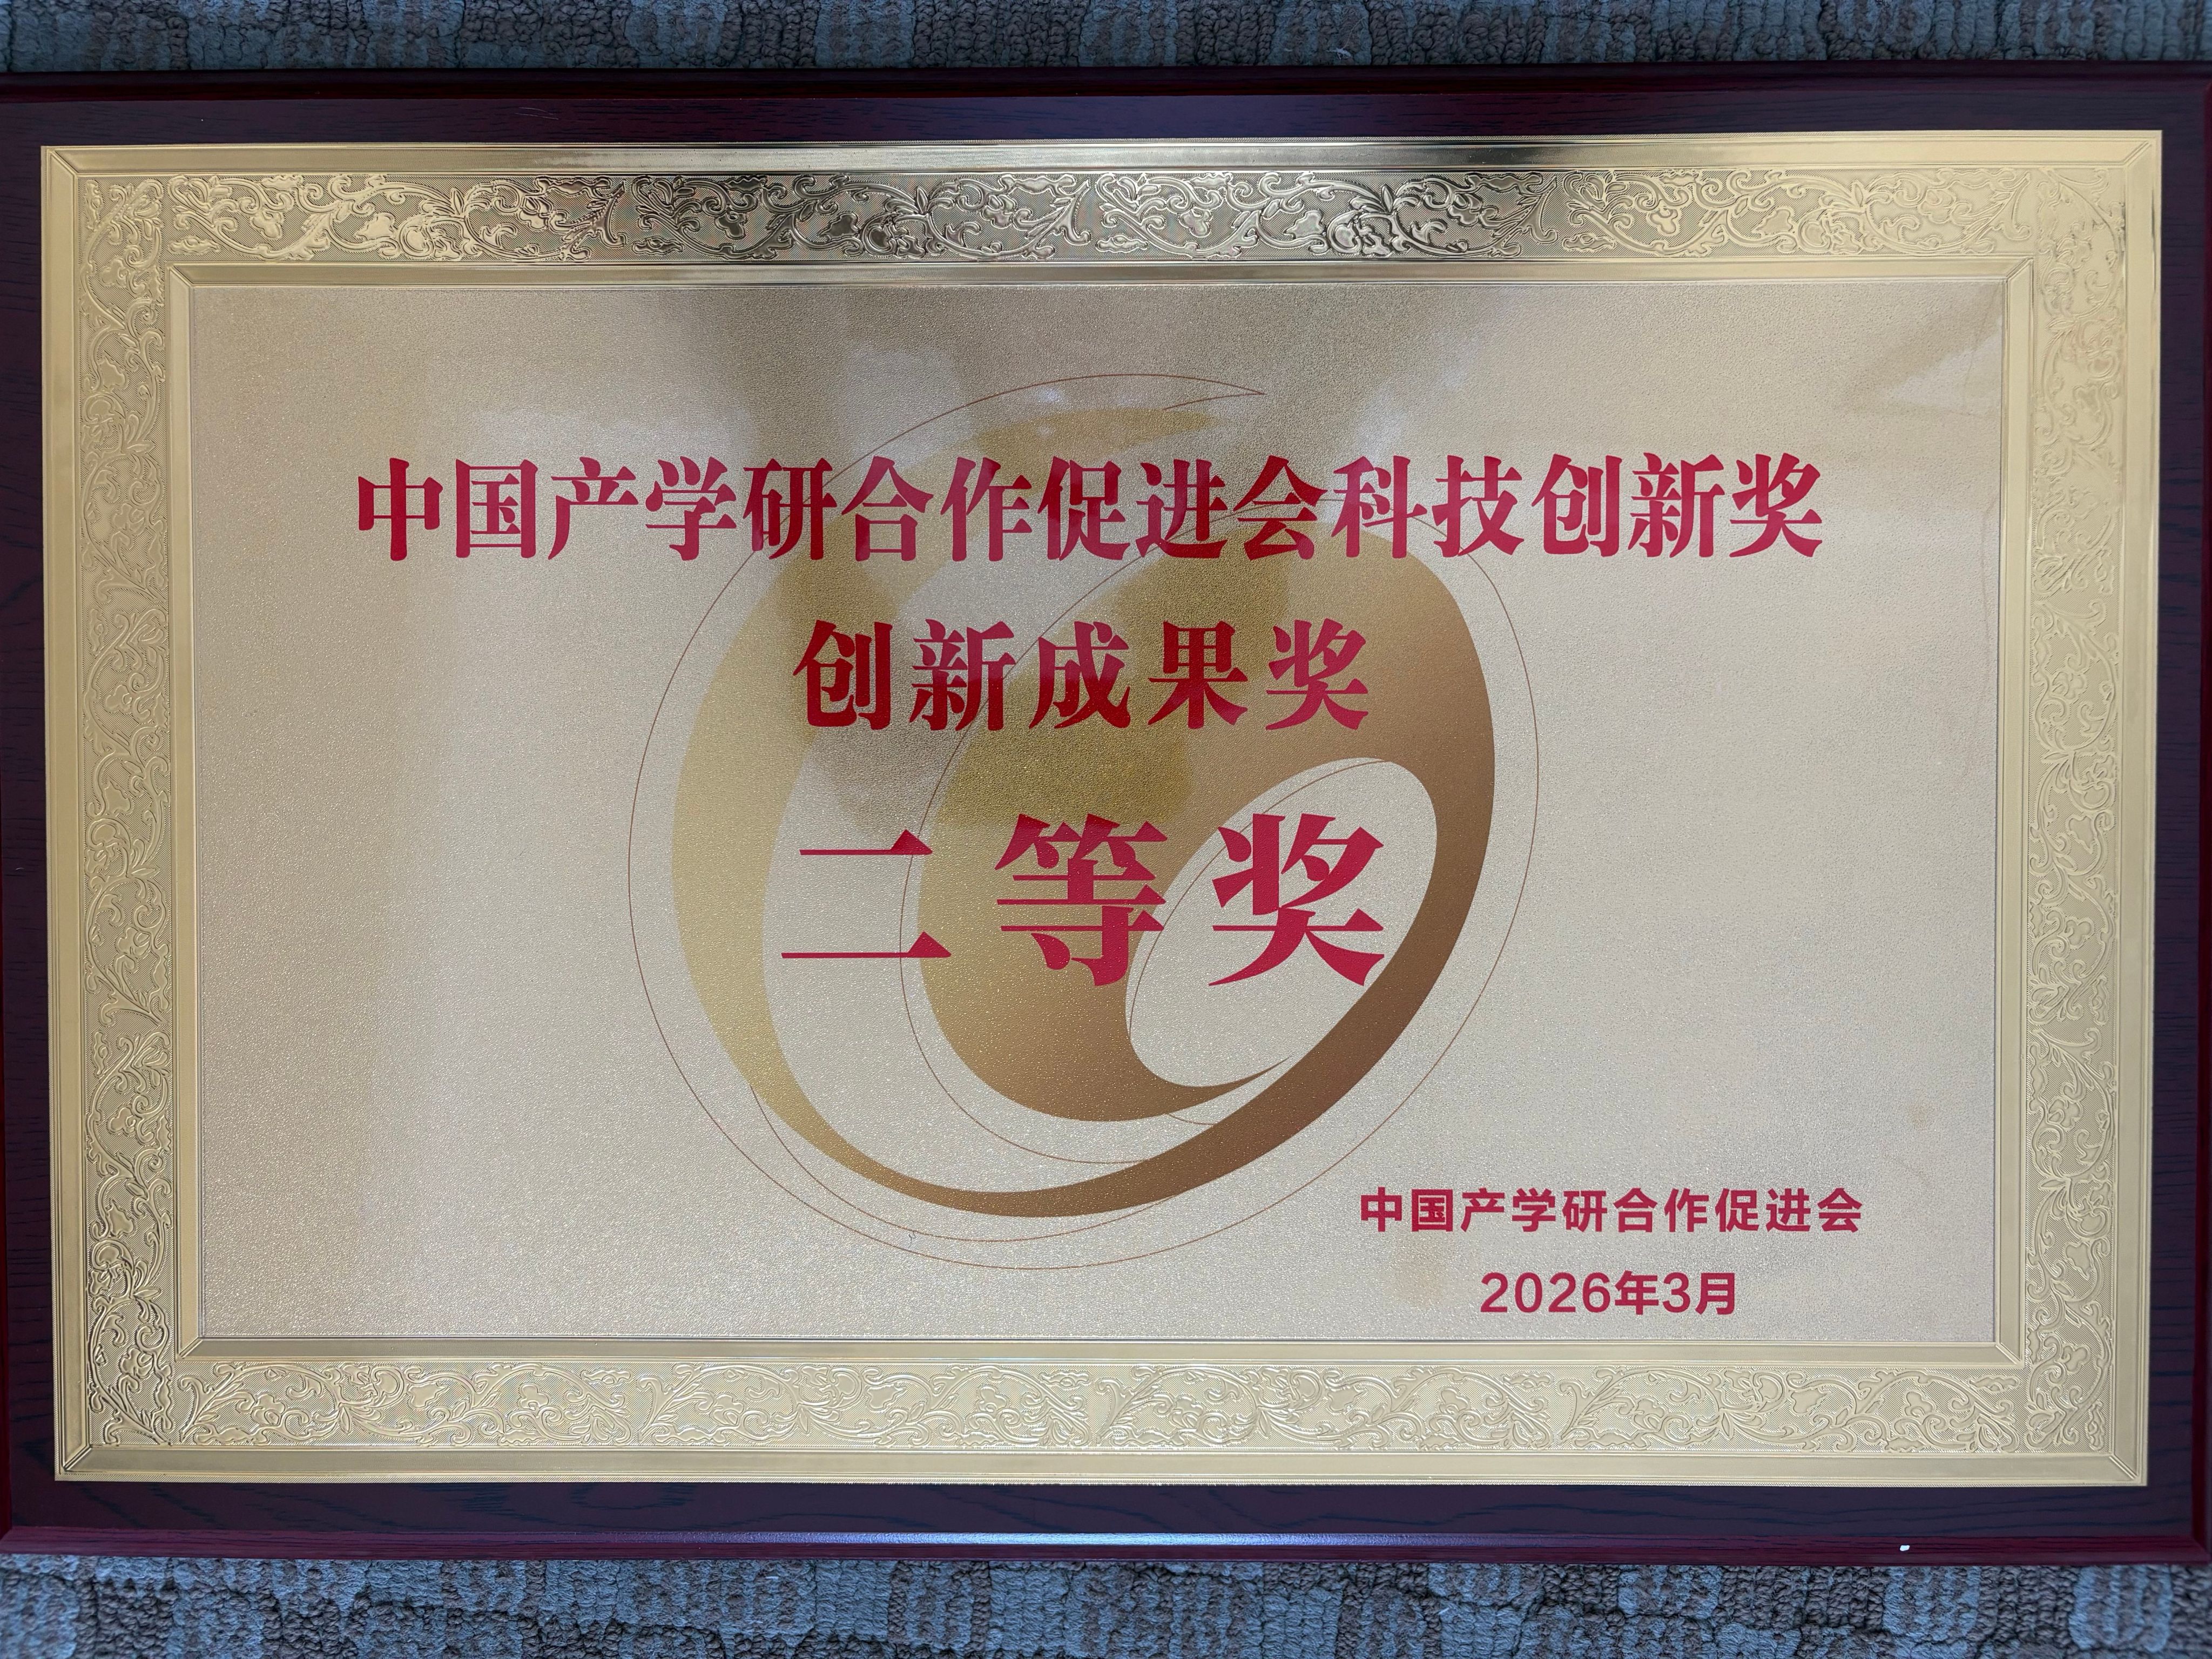 中国产学研合作促进会科技创新奖
创新成果奖
二等奖
中国产学研合作促进会
2026年3月